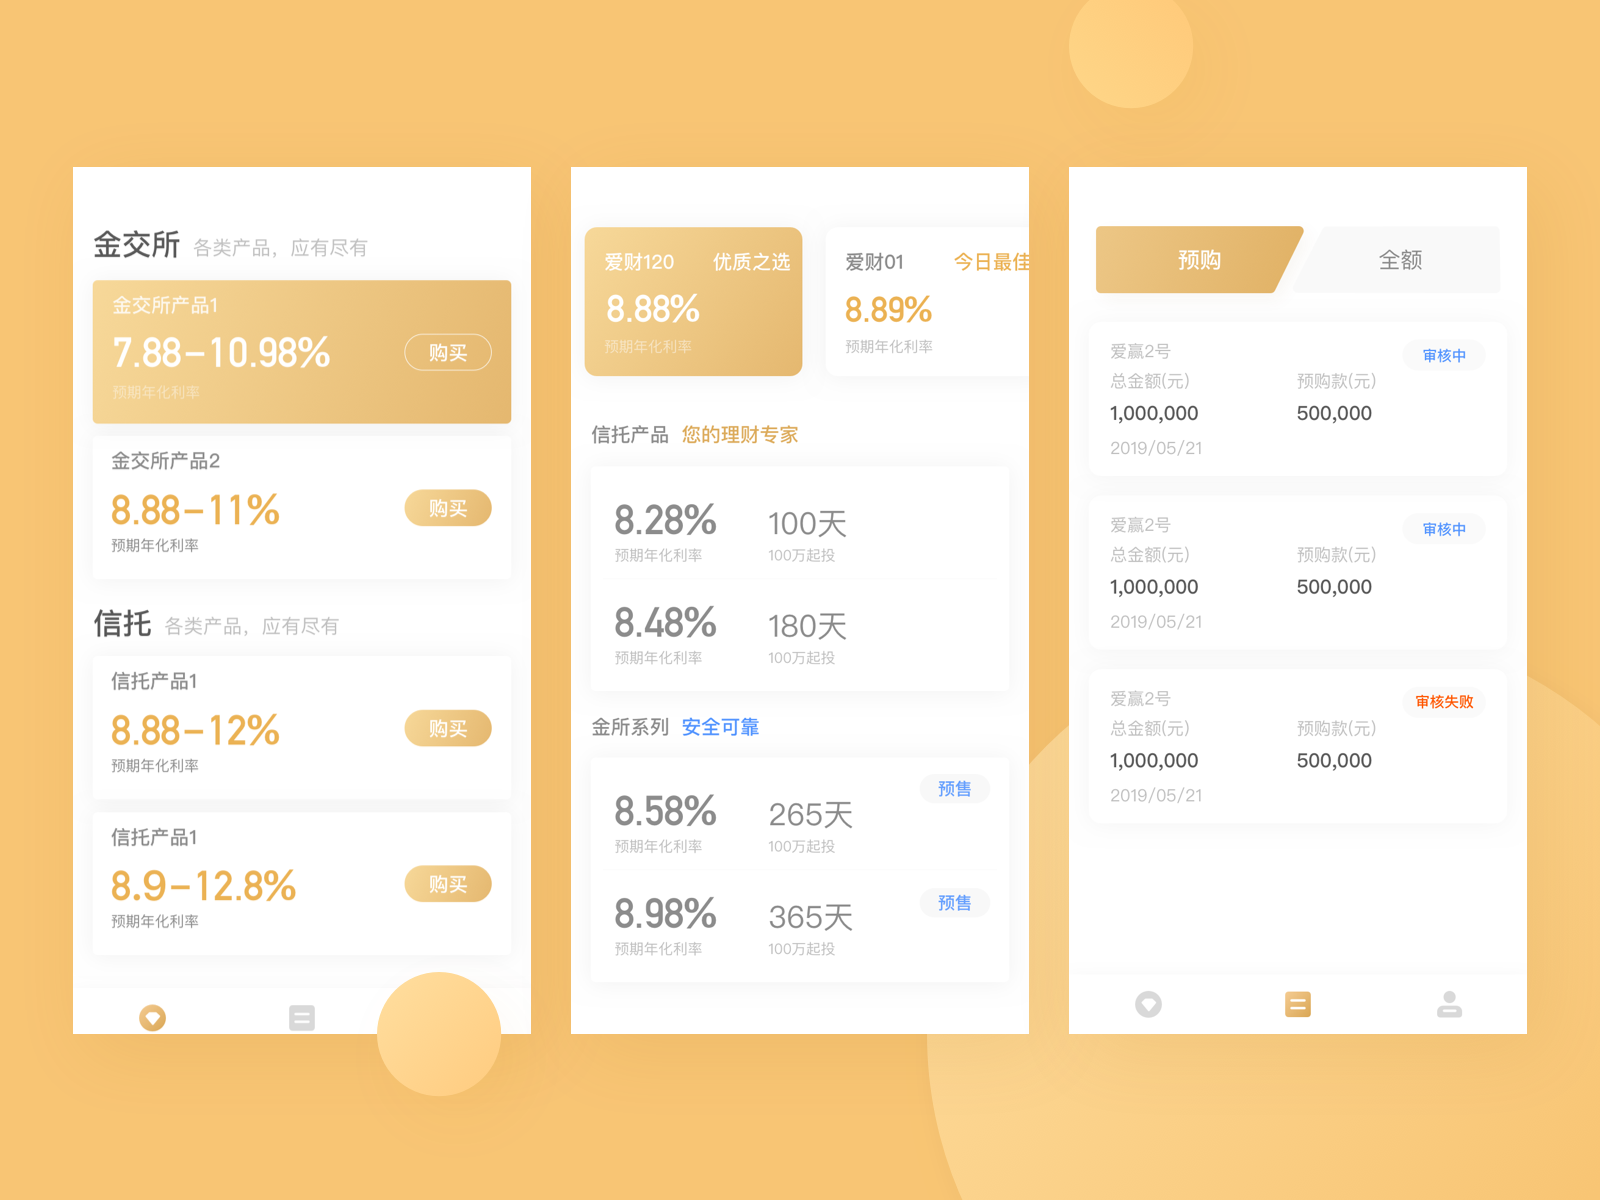 金交所 各类产品，应有尽有
金交所产品1
7.88-10.98%
购买
预期年化利率
金交所产品2
8.88-11%
购买
预期年化利率
信托 各类产品，应有尽有
信托产品1
8.88-12%
购买
预期年化利率
信托产品1
8.9-12.8%
购买
预期年化利率
爱财120 优质之选
8.88%
预期年化利率
爱财01 今日最佳
8.89%
预期年化利率
信托产品 您的理财专家
8.28% 100天
预期年化利率 100万起投
8.48% 180天
预期年化利率 100万起投
金所系列 安全可靠
预售
8.58% 265天
预期年化利率 100万起投
预售
8.98% 365天
预期年化利率 100万起投
预购 全额
爱赢2号 审核中
总金额(元) 预购款(元)
1,000,000 500,000
2019/05/21
爱赢2号 审核中
总金额(元) 预购款(元)
1,000,000 500,000
2019/05/21
爱赢2号 审核失败
总金额(元) 预购款(元)
1,000,000 500,000
2019/05/21